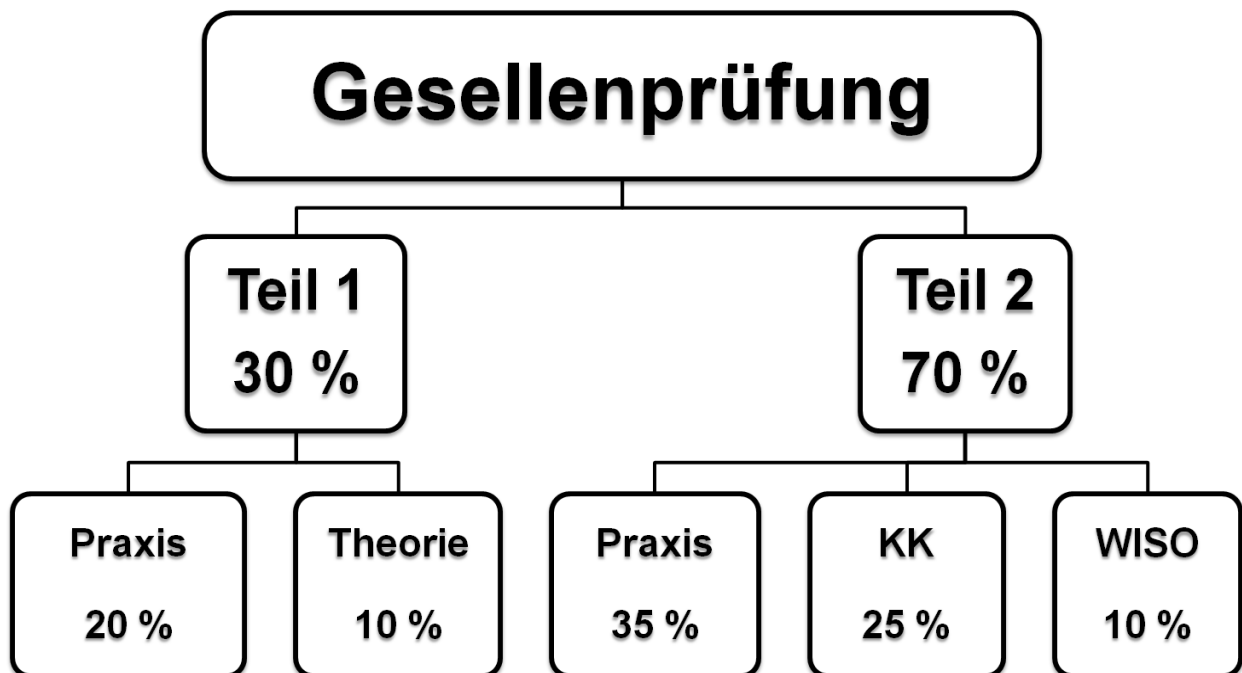 Gesellenprüfung
Teil 1
30 %
Teil 2
70 %
Praxis
20 %
Theorie
10 %
Praxis
35 %
KK
25 %
WISO
10 %